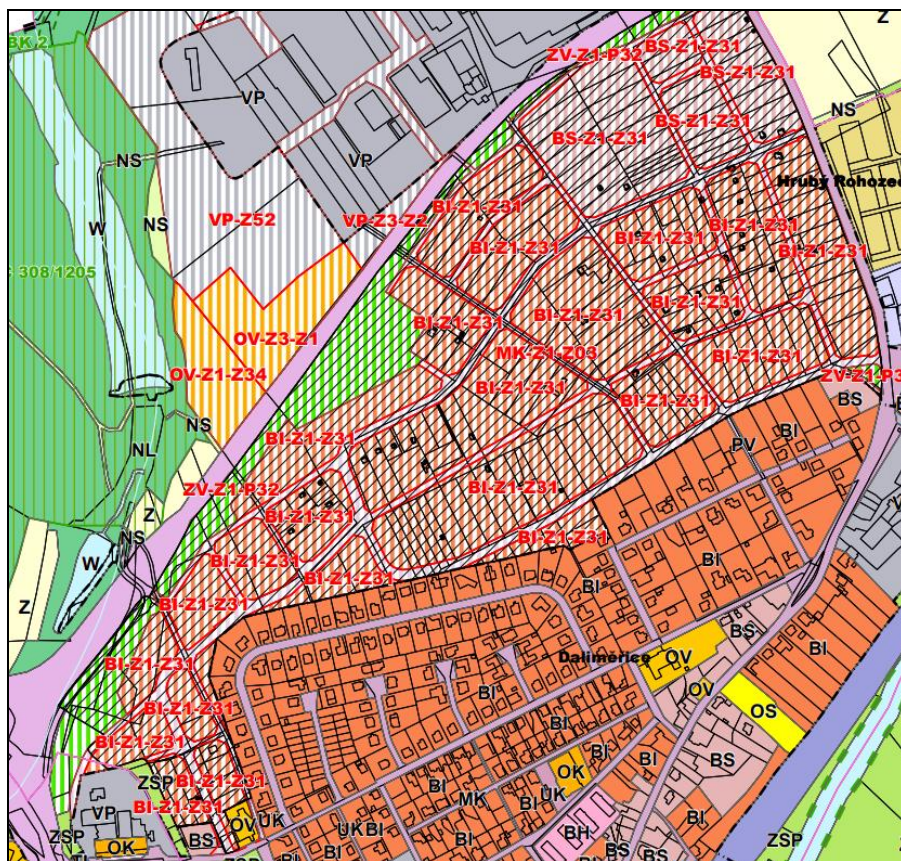 BK 2
Z
ZV-Z1-P32
BS-Z1-Z31
BS-Z1-Z31
VP
BS-Z1-Z31
NS
BS-Z1-Z31
VP
NS
Hrubý Rohozec
BI-Z1-Z31
VP-Z52
VP-Z3-Z2
NS
W
BI-Z1-Z31
BI-Z1-Z31
BI-Z1-Z31
BI-Z1-Z31
308/1205
BI-Z1-Z31
BI-Z1-Z31
BI-Z1-Z31
OV-Z3-Z1
MK-Z1-Z03
BI-Z1-Z31
OV-Z1-Z34
BI-Z1-Z31
BI-Z1-Z31
BS
NS
BI-Z1-Z31
PV
BI
NL
ZV-Z1-P32
BI-Z1-Z31
Z
BI-Z1-Z31
NS
BI-Z1-Z31
BI-Z1-Z31
BI
W
BI-Z1-Z31
Z
BI-Z1-Z31
BS
BI
Daliměřice
OV
BI-Z1-Z31
OV
BI
BI-Z1-Z31
OS
BI
BS
BI-Z1-Z31
BI
BI
OK
BI
ZSP
BI-Z1-Z31
BI
MK
BI
UK
VP
BI-Z1-Z31
OV
UK
UK
BI
BH
BI
ZSP
OK
BS
ZSP
BI
BI
BI
BS
ZSP